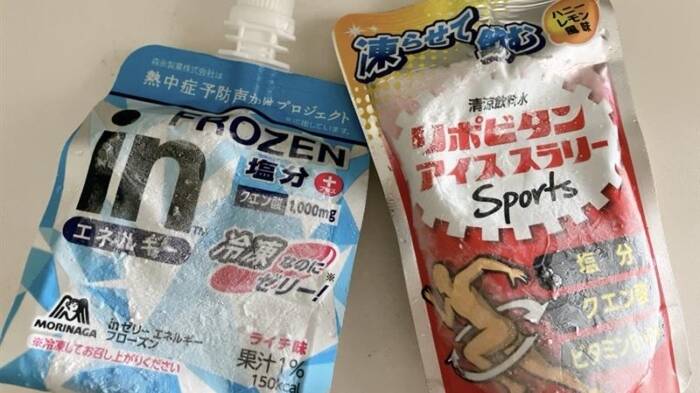 森永製菓株式会社は
熱中症予防声かけプロジェクト
FROZEN
in
TM
エネルギー
塩分
+
プラス
クエン酸 1,000mg
冷凍なのに
ゼリー!
MORINAGA
inゼリー エネルギー
フローズン
※冷凍してお召し上がりください
ライチ味
果汁1%
150kcal
凍らせて飲む
ハニー
レモン
風味
清涼飲料水
リポビタン
アイススラリー
Sports
塩分
クエン酸